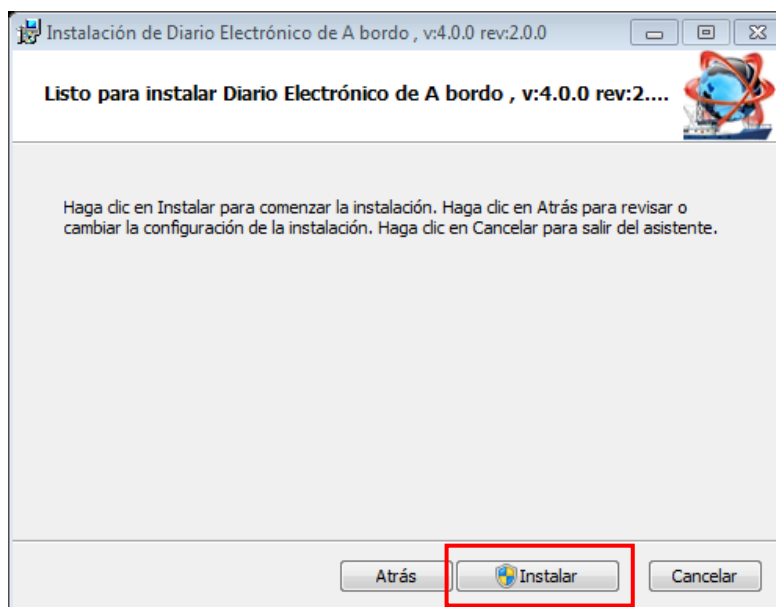 Instalación de Diario Electrónico de A bordo , v:4.0.0 rev:2.0.0
Listo para instalar Diario Electrónico de A bordo , v:4.0.0 rev:2....
Haga clic en Instalar para comenzar la instalación. Haga clic en Atrás para revisar o
cambiar la configuración de la instalación. Haga clic en Cancelar para salir del asistente.
Atrás
Instalar
Cancelar